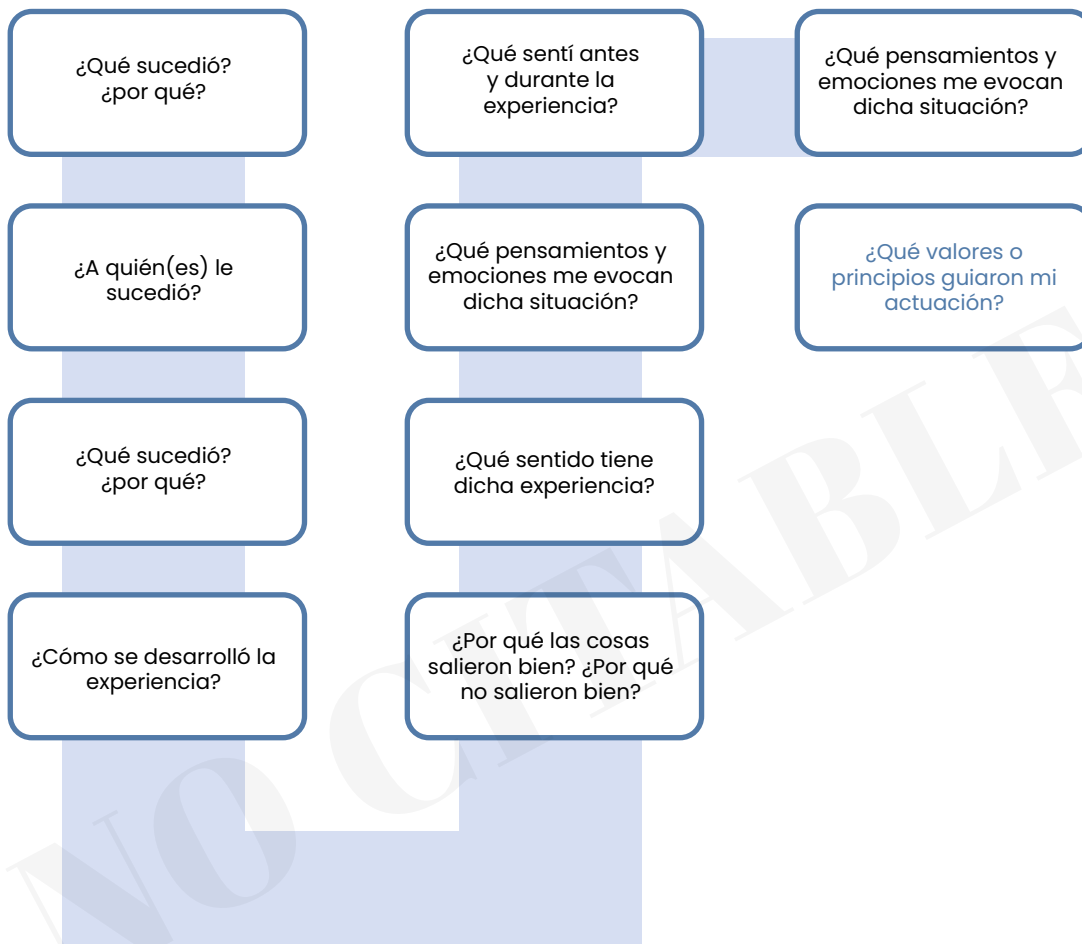 ¿Qué sucedió?
¿por qué?
¿A quién(es) le
sucedió?
¿Qué sucedió?
¿por qué?
¿Cómo se desarrolló la
experiencia?
¿Qué sentí antes
y durante la
experiencia?
¿Qué pensamientos y
emociones me evocan
dicha situación?
¿Qué sentido tiene
dicha experiencia?
¿Por qué las cosas
salieron bien? ¿Por qué
no salieron bien?
¿Qué pensamientos y
emociones me evocan
dicha situación?
¿Qué valores o
principios guiaron mi
actuación?
NO CITABLE